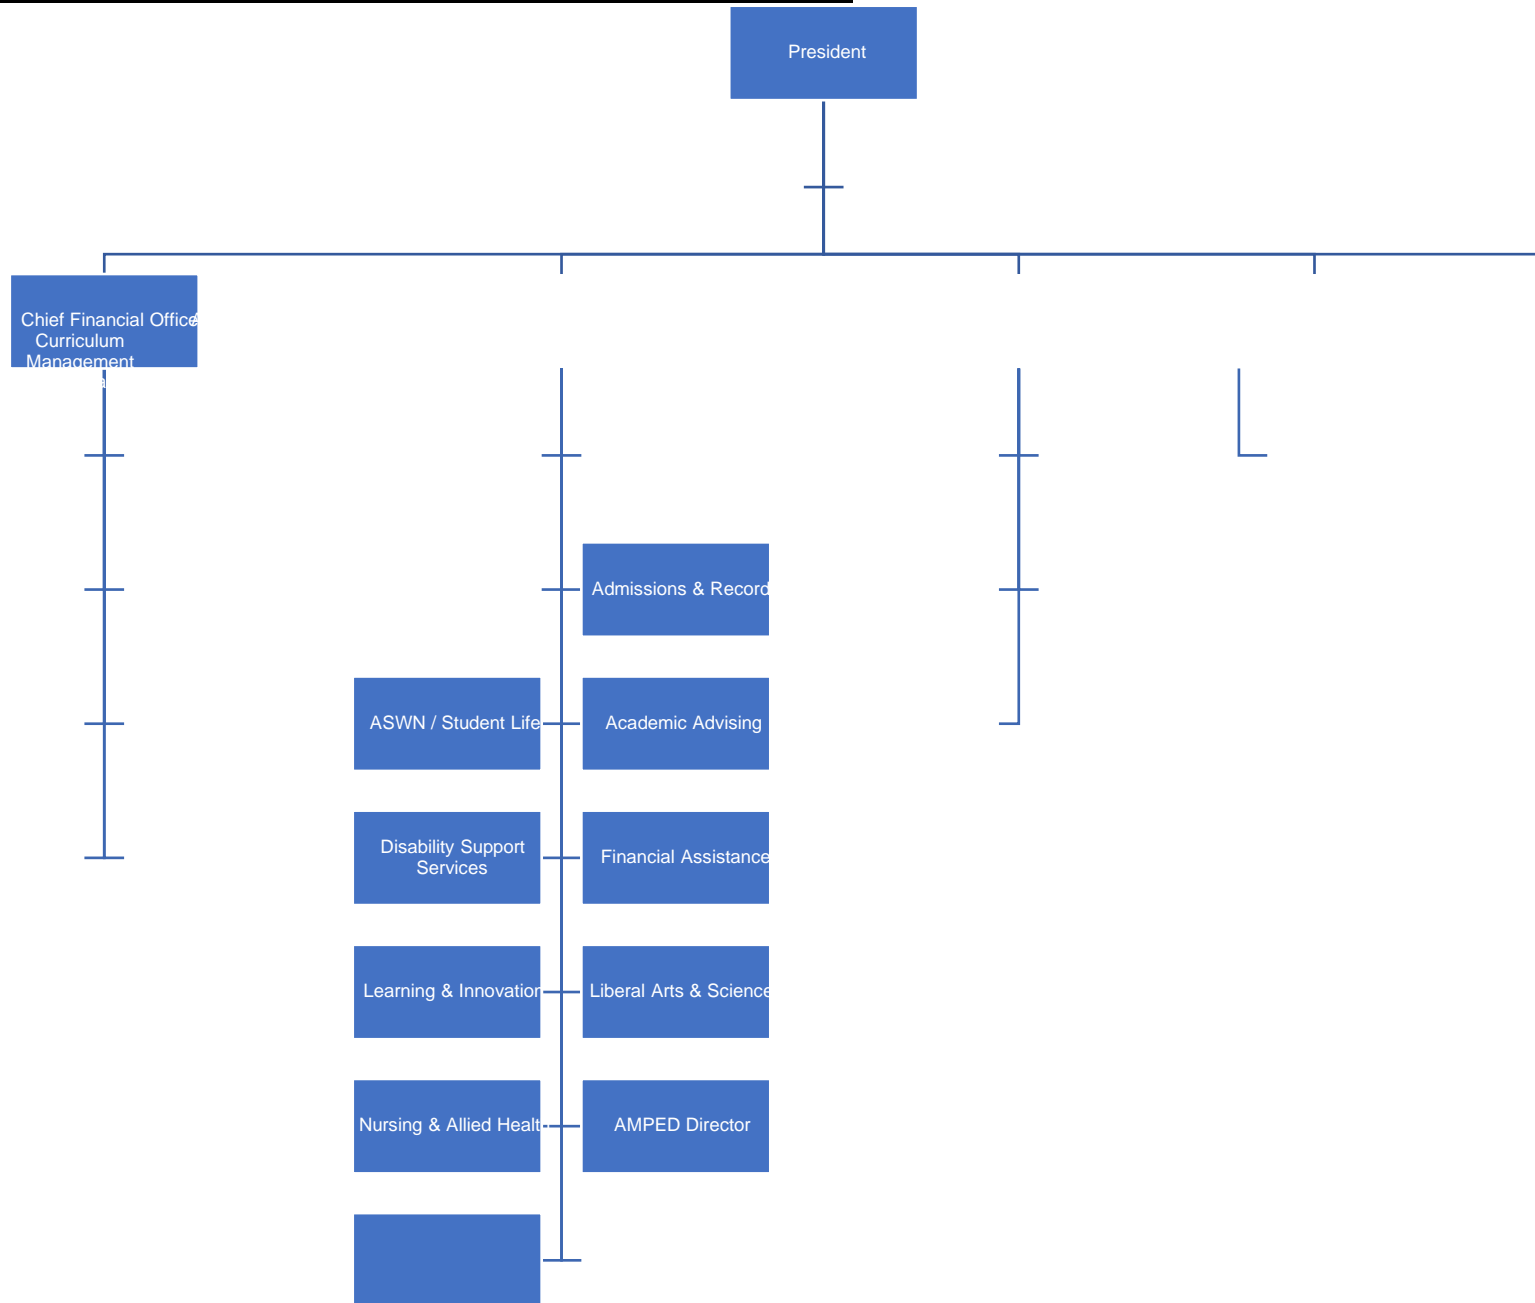 President
Chief Financial Office
Curriculum
Management
Admissions & Record
ASWN / Student Life
Academic Advising
Disability Support
Services
Financial Assistance
Learning & Innovation
Liberal Arts & Science
Nursing & Allied Healt
AMPED Director